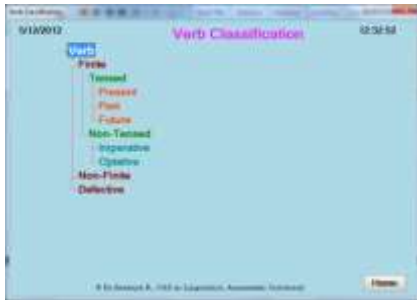 Verb Classification
Verb
Finite
Tensed
Present
Past
Future
Non-Tensed
Imperative
Optative
Non-Finite
Defective
Home